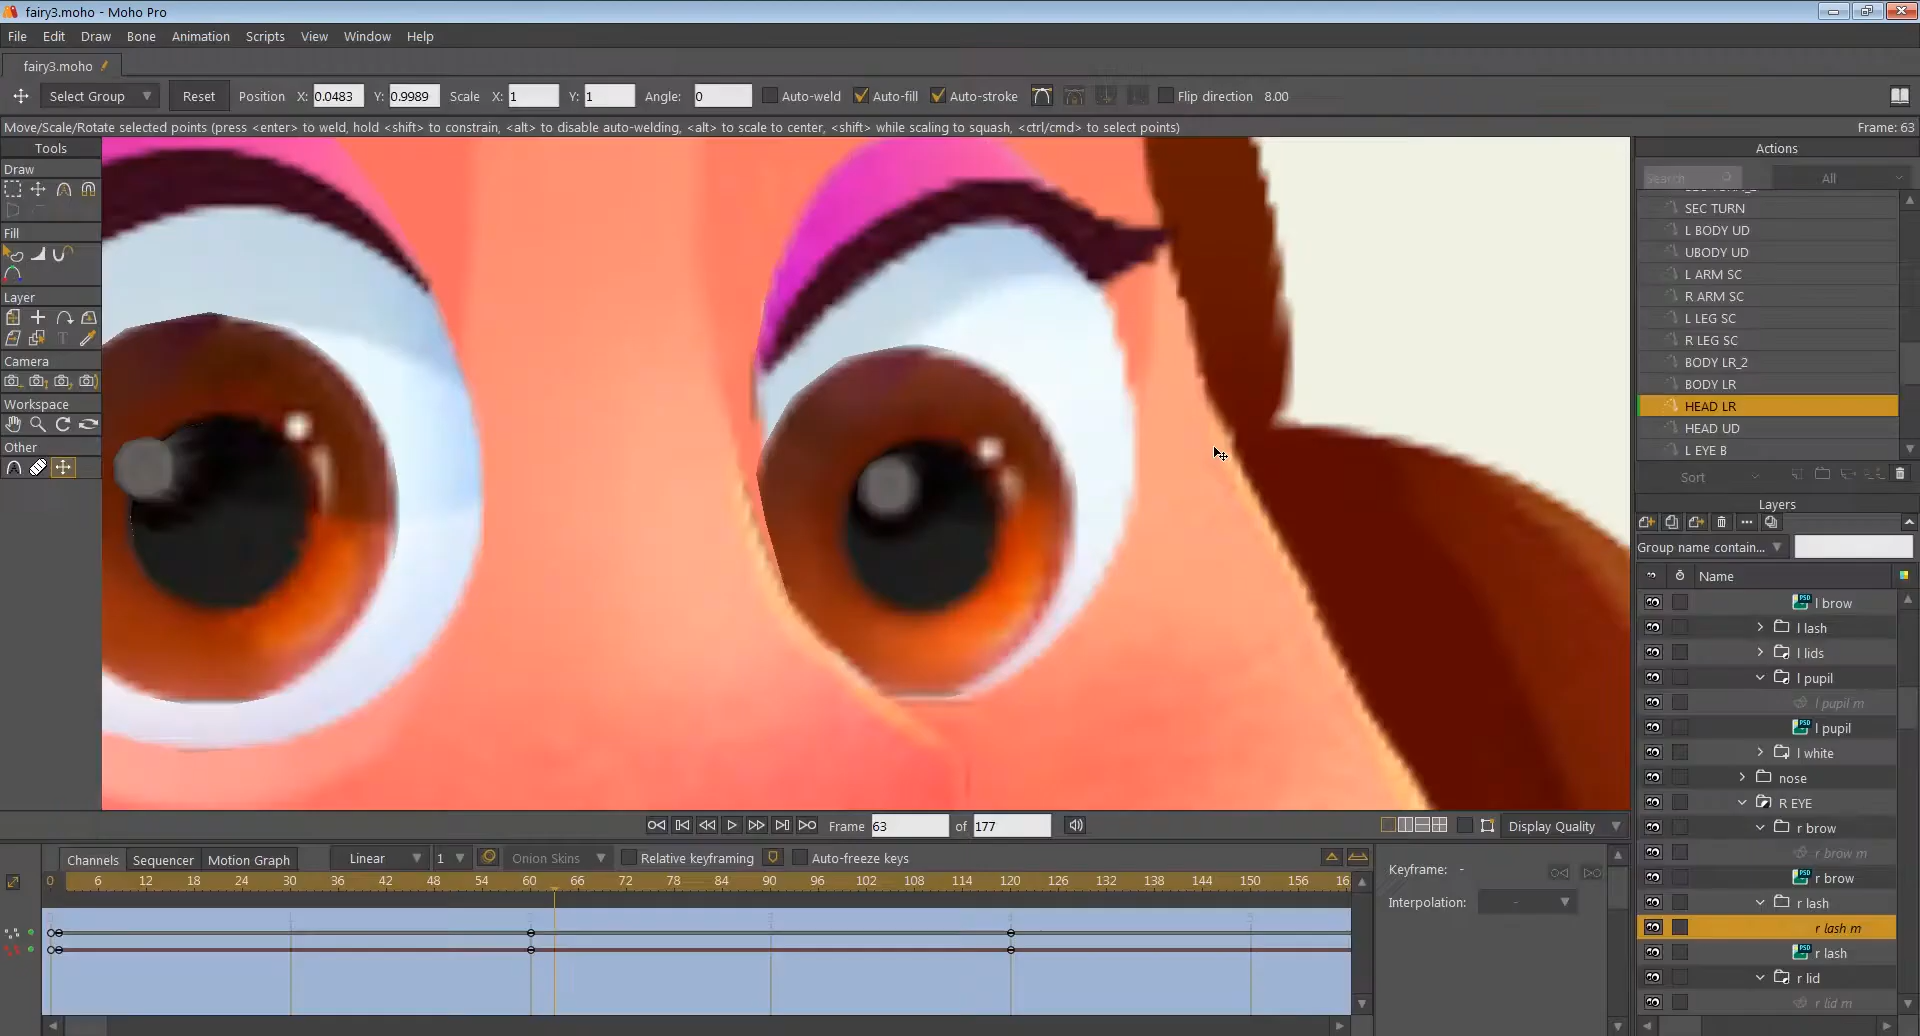 fairy3.moho - Moho Pro
File Edit Draw Bone Animation Scripts View Window Help
fairy3.moho
Select Group Reset Position X: 0.0483 Y: 0.9989 Scale X: 1 Y: 1 Angle: 0 Auto-weld Auto-fill Auto-stroke Flip direction 8.00
Move/Scale/Rotate selected points (press <enter> to weld, hold <shift> to constrain, <alt> to disable auto-welding, <alt> to scale to center, <shift> while scaling to squash, <ctrl/cmd> to select points) Frame: 63
Tools
Draw
Fill
Layer
Camera
Workspace
Other
Actions
Search All
SEC TURN
L BODY UD
UBODY UD
L ARM SC
R ARM SC
L LEG SC
R LEG SC
BODY LR_2
BODY LR
HEAD LR
HEAD UD
L EYE B
Sort
Layers
Group name contain...
Name
l brow
l lash
l lids
l pupil
l pupil m
l pupil
l white
nose
R EYE
r brow
r brow m
r brow
r lash
r lash m
r lash
r lid
r lid m
Frame 63 of 177 Display Quality
Channels Sequencer Motion Graph Linear 1 Onion Skins Relative keyframing Auto-freeze keys
0 6 12 18 24 30 36 42 48 54 60 66 72 78 84 90 96 102 108 114 120 126 132 138 144 150 156 16
Keyframe: -
Interpolation: -